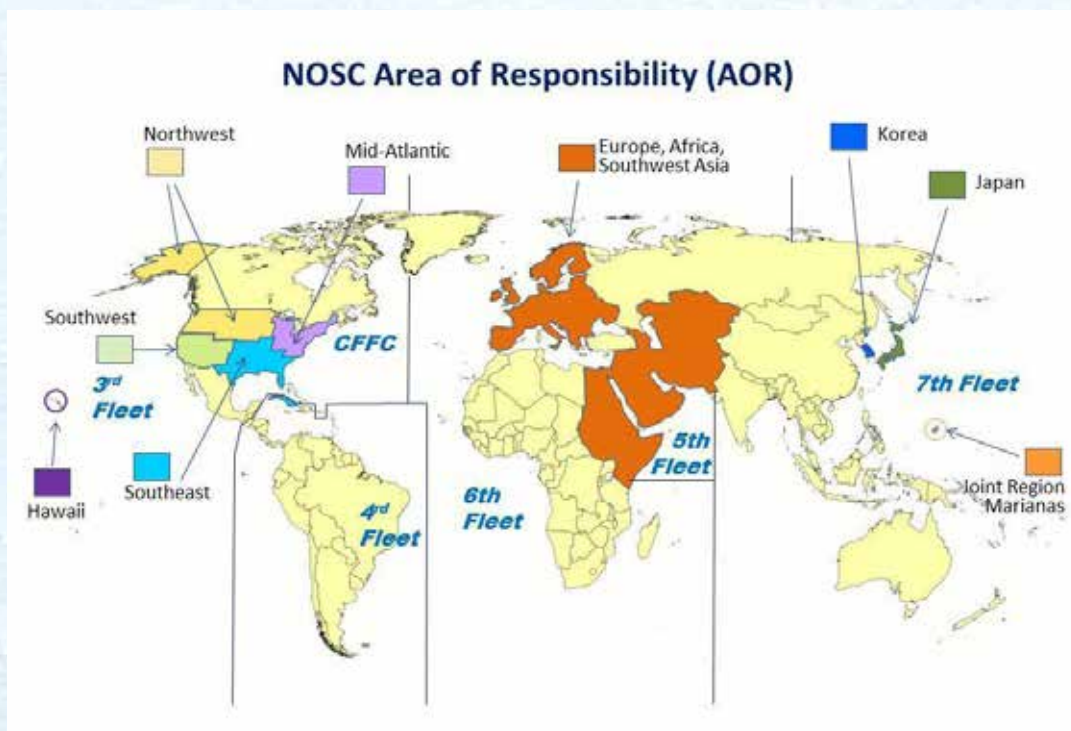 NOSC Area of Responsibility (AOR)
Northwest
Mid-Atlantic
Europe, Africa,
Southwest Asia
Korea
Japan
Southwest
CFFC
3rd
Fleet
7th Fleet
5th
Fleet
Hawaii
Southeast
4rd
Fleet
6th
Fleet
Joint Region
Marianas